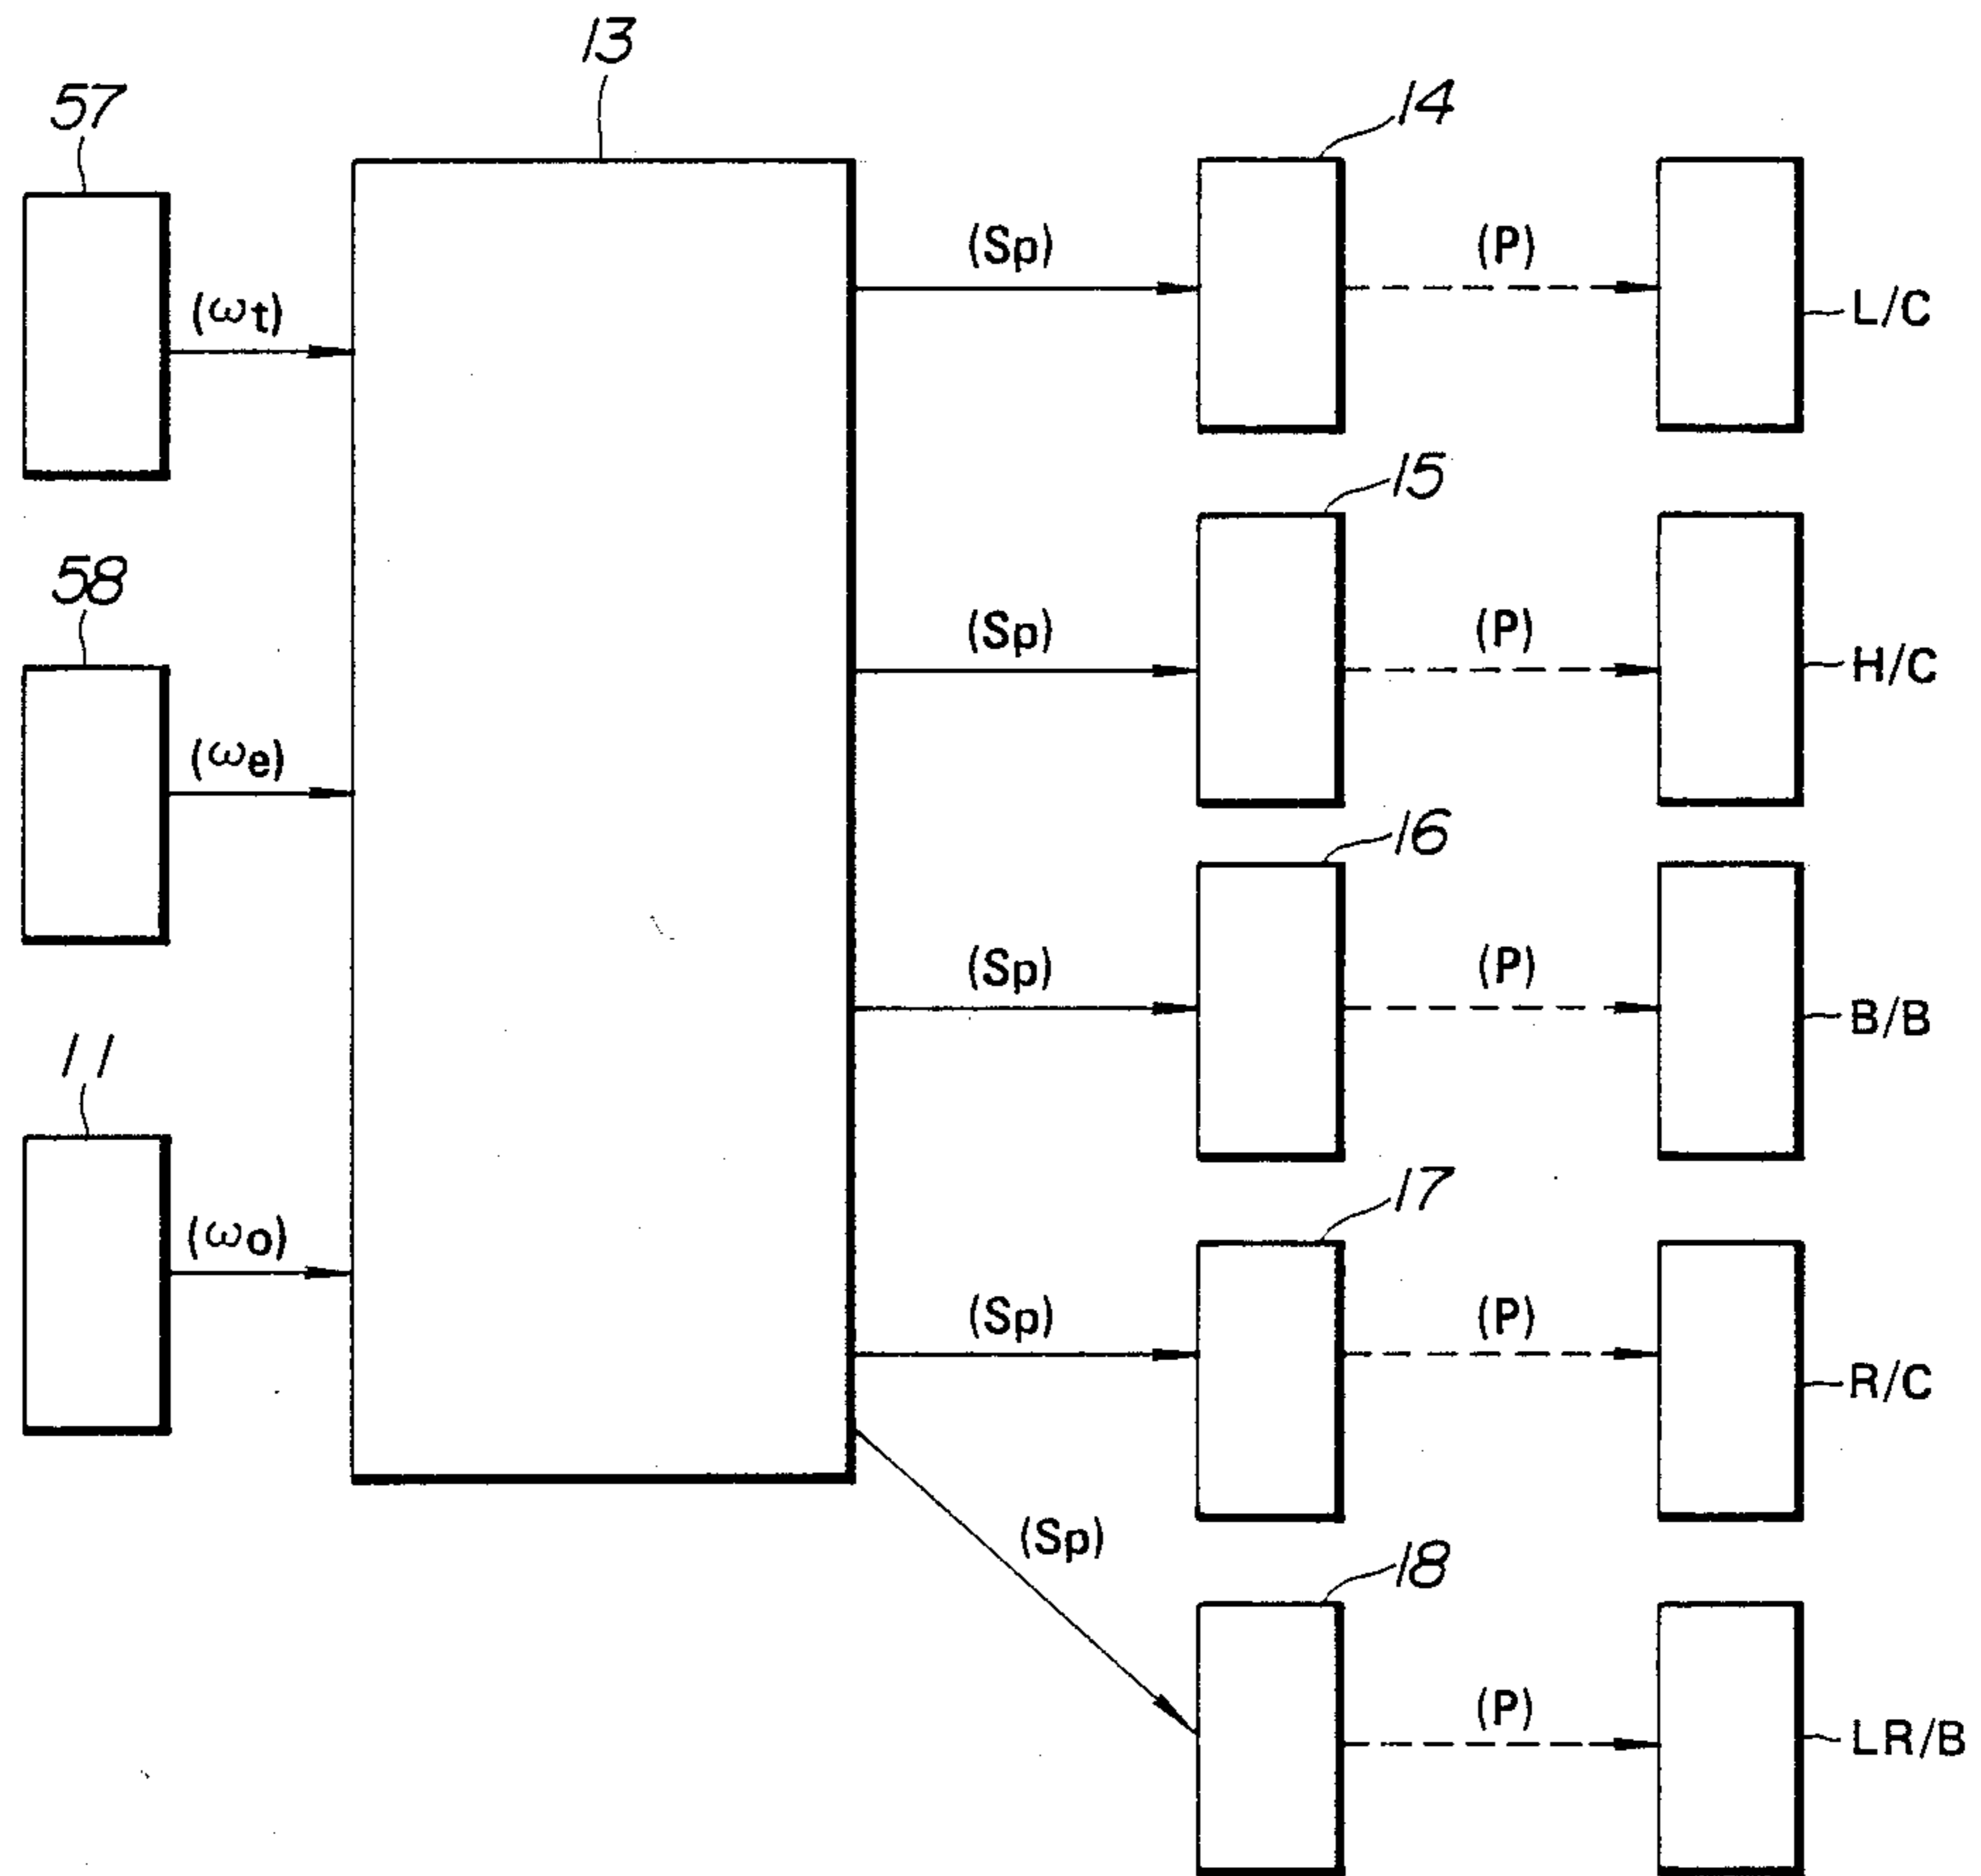 13
57
14
(Sp)
(P)
(ωt)
L/C
15
58
(Sp)
(P)
H/C
(ωe)
16
(Sp)
(P)
B/B
11
17
(ωo)
(Sp)
(P)
R/C
(Sp)
18
(P)
LR/B